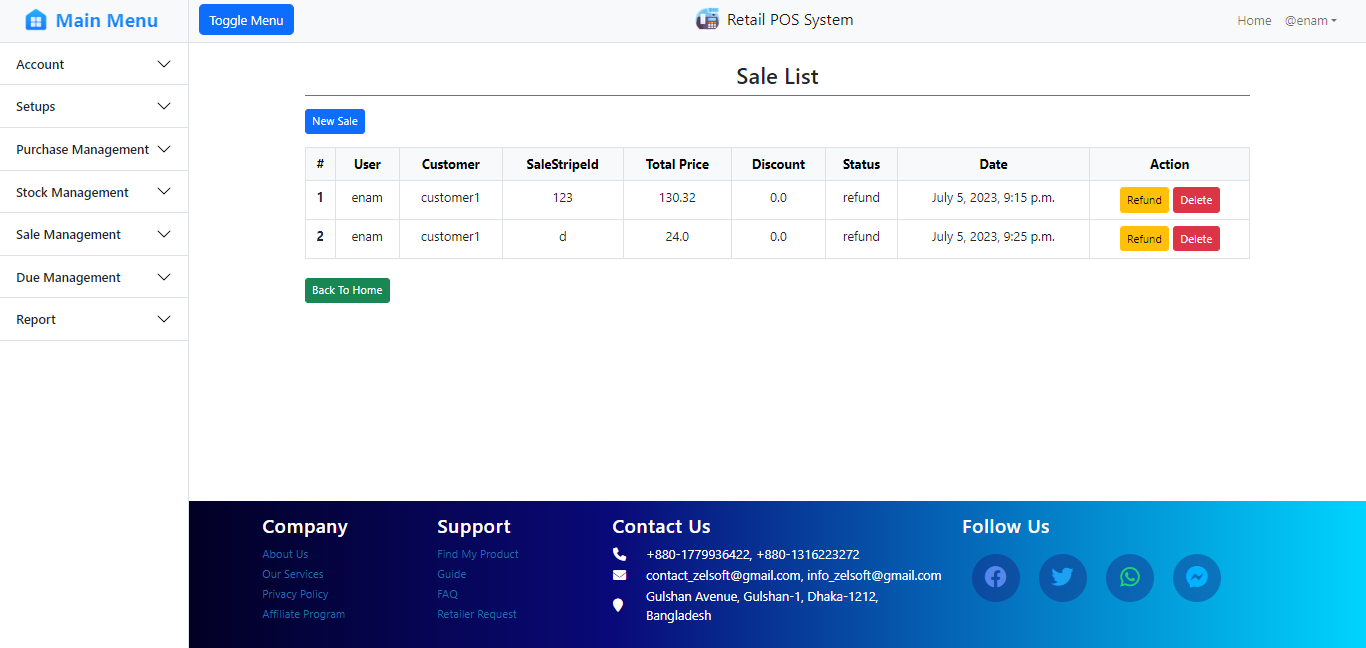 Main Menu
Toggle Menu
Retail POS System
Home @enam
Account
Setups
Purchase Management
Stock Management
Sale Management
Due Management
Report
Sale List
New Sale
# User Customer SaleStripeId Total Price Discount Status Date Action
1 enam customer1 123 130.32 0.0 refund July 5, 2023, 9:15 p.m. Refund Delete
2 enam customer1 d 24.0 0.0 refund July 5, 2023, 9:25 p.m. Refund Delete
Back To Home
Company
About Us
Our Services
Privacy Policy
Affiliate Program
Support
Find My Product
Guide
FAQ
Retailer Request
Contact Us
+880-1779936422, +880-1316223272
contact_zelsoft@gmail.com, info_zelsoft@gmail.com
Gulshan Avenue, Gulshan-1, Dhaka-1212,
Bangladesh
Follow Us